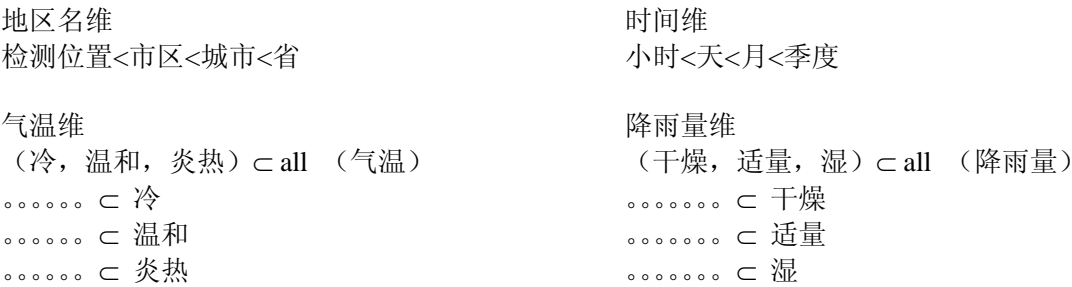 地区名维
检测位置<市区<城市<省
时间维
小时<天<月<季度
气温维
（冷，温和，炎热）⊂ all （气温）
。。。。。。 ⊂ 冷
。。。。。。 ⊂ 温和
。。。。。。 ⊂ 炎热
降雨量维
（干燥，适量，湿）⊂ all （降雨量）
。。。。。。。 ⊂ 干燥
。。。。。。。 ⊂ 适量
。。。。。。。 ⊂ 湿